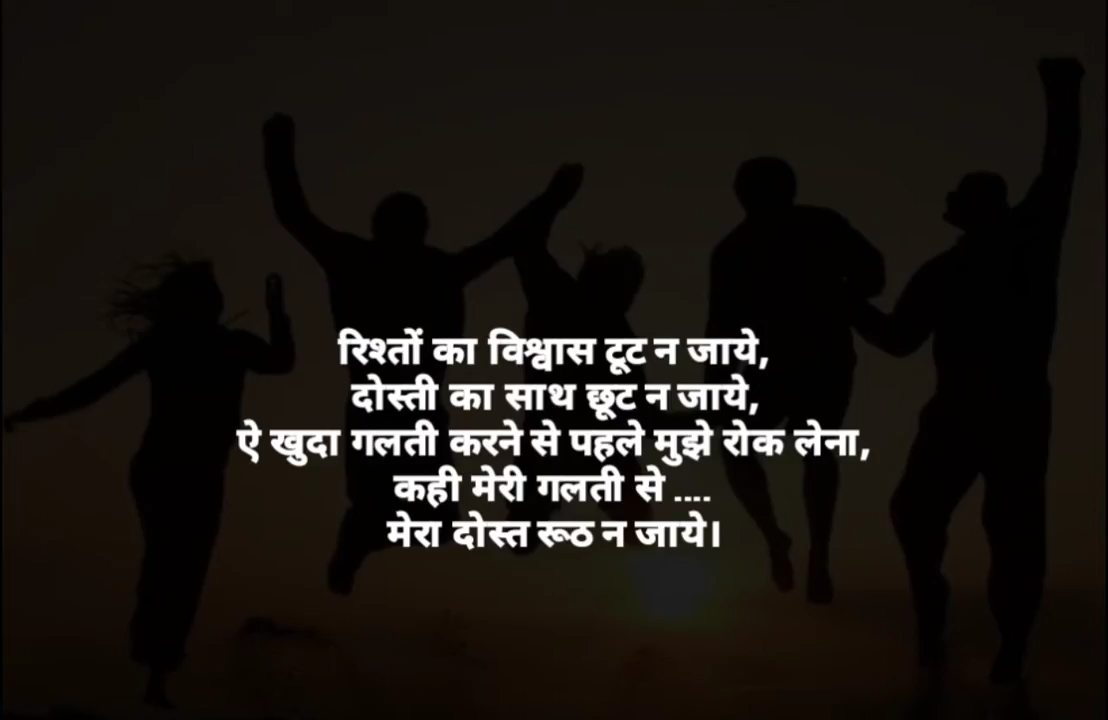 रिश्तों का विश्वास टूट न जाये,
दोस्ती का साथ छूट न जाये,
ऐ खुदा गलती करने से पहले मुझे रोक लेना,
कही मेरी गलती से ....
मेरा दोस्त रूठ न जाये।